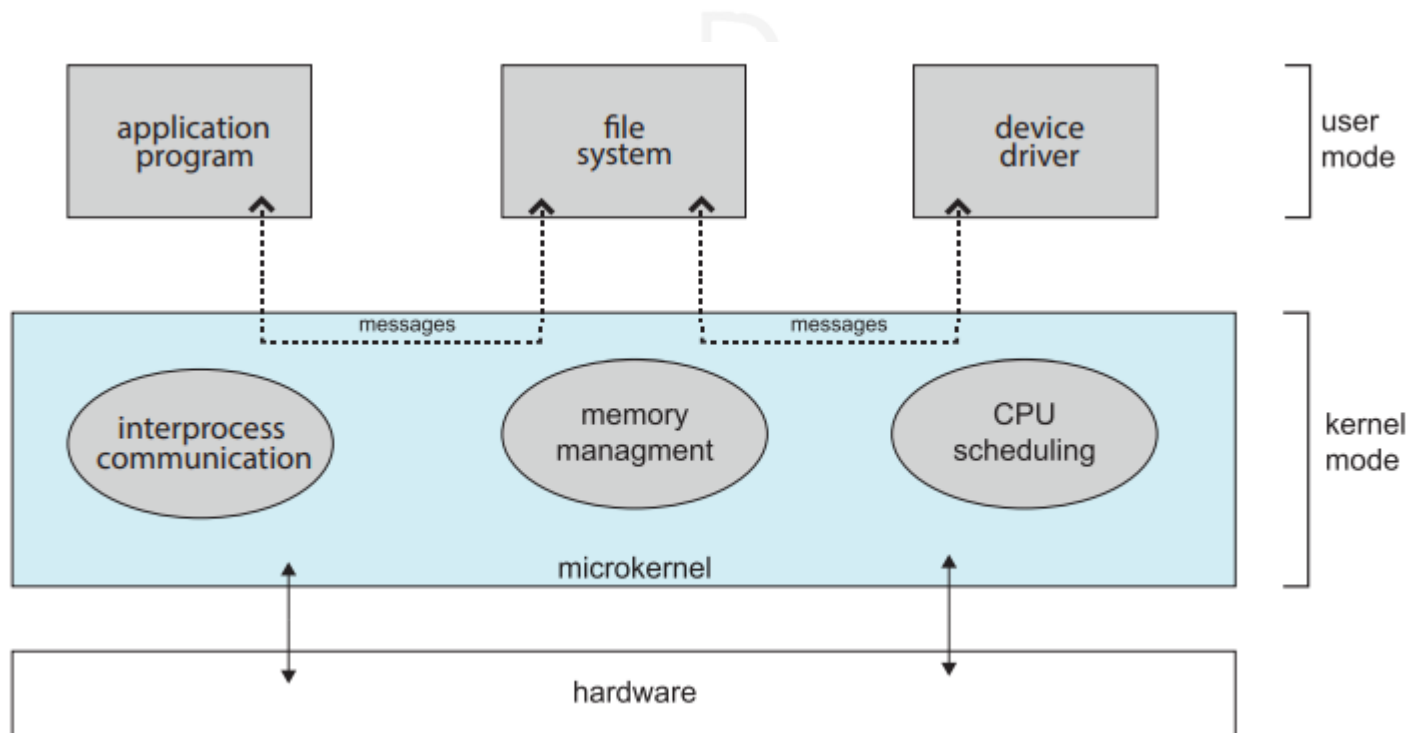 application
program
file
system
device
driver
user
mode
messages
messages
interprocess
communication
memory
managment
CPU
scheduling
kernel
mode
microkernel
hardware